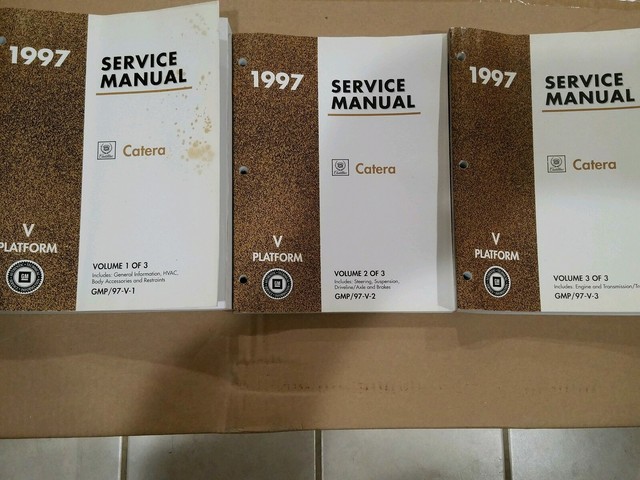 1997
SERVICE
MANUAL
Catera
V
PLATFORM
VOLUME 1 OF 3
Includes: General Information, HVAC,
Body Accessories and Restraints
GMP/97-V-1
1997
SERVICE
MANUAL
Catera
V
PLATFORM
VOLUME 2 OF 3
Includes: Steering, Suspension,
Driveline/Axle and Brakes
GMP/97-V-2
1997
SERVICE
MANUAL
Catera
V
PLATFORM
VOLUME 3 OF 3
Includes: Engine and Transmission/Tr
GMP/97-V-3